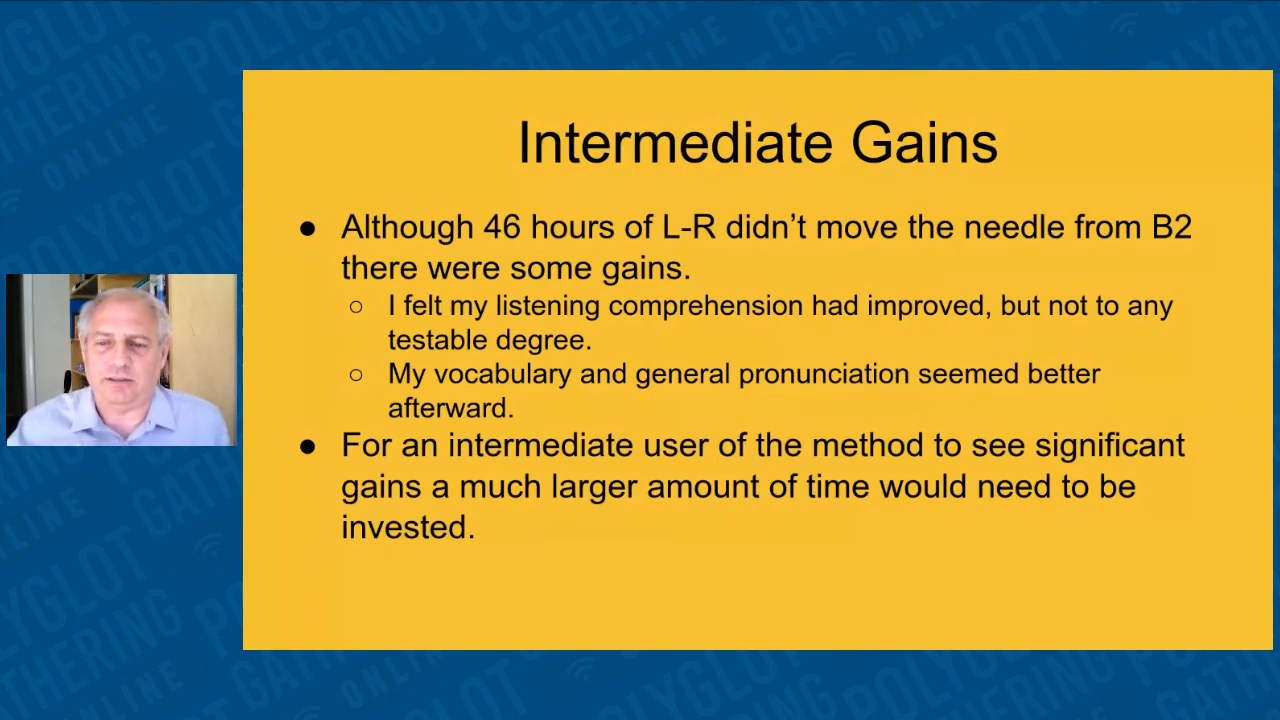 Intermediate Gains
● Although 46 hours of L-R didn’t move the needle from B2
there were some gains.
○ I felt my listening comprehension had improved, but not to any
testable degree.
○ My vocabulary and general pronunciation seemed better
afterward.
● For an intermediate user of the method to see significant
gains a much larger amount of time would need to be
invested.
POLYGLOT
GATHERING
ONLINE